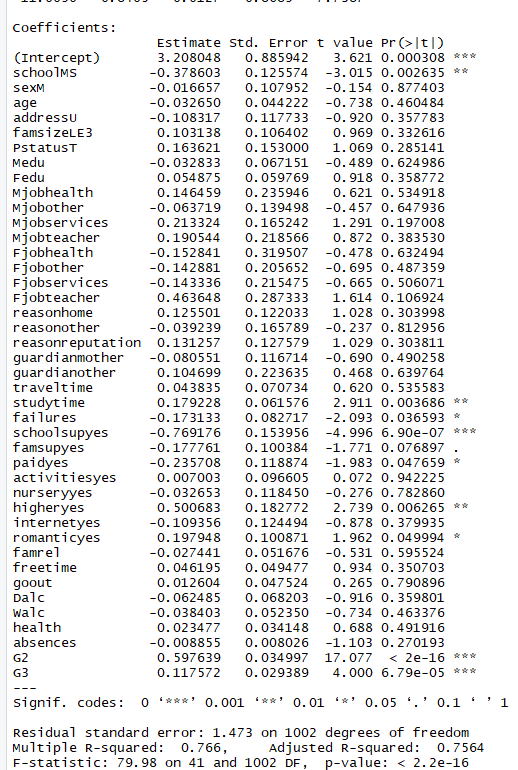 Coefficients:
Estimate Std. Error t value Pr(>|t|)
(Intercept) 3.208048 0.885942 3.621 0.000308 ***
schoolMS -0.378603 0.125574 -3.015 0.002635 **
sexM -0.016657 0.107952 -0.154 0.877403
age -0.032650 0.044222 -0.738 0.460484
addressU -0.108317 0.117733 -0.920 0.357783
famsizeLE3 0.103138 0.106402 0.969 0.332616
PstatusT 0.163621 0.153000 1.069 0.285141
Medu -0.032833 0.067151 -0.489 0.624986
Fedu 0.054875 0.059769 0.918 0.358772
Mjobhealth 0.146459 0.235946 0.621 0.534918
Mjobother -0.063719 0.139498 -0.457 0.647936
Mjobservices 0.213324 0.165242 1.291 0.197008
Mjobteacher 0.190544 0.218566 0.872 0.383530
Fjobhealth -0.152841 0.319507 -0.478 0.632494
Fjobother -0.142881 0.205652 -0.695 0.487359
Fjobservices -0.143336 0.215475 -0.665 0.506071
Fjobteacher 0.463648 0.287333 1.614 0.106924
reasonhome 0.125501 0.122033 1.028 0.303998
reasonother -0.039239 0.165789 -0.237 0.812956
reasonreputation 0.131257 0.127579 1.029 0.303811
guardianmother -0.080551 0.116714 -0.690 0.490258
guardianother 0.104699 0.223635 0.468 0.639764
traveltime 0.043835 0.070734 0.620 0.535583
studytime 0.179228 0.061576 2.911 0.003686 **
failures -0.173133 0.082717 -2.093 0.036593 *
schoolsupyes -0.769176 0.153956 -4.996 6.90e-07 ***
famsupyes -0.177761 0.100384 -1.771 0.076897 .
paidyes -0.235708 0.118874 -1.983 0.047659 *
activitiesyes 0.007003 0.096605 0.072 0.942225
nurseryyes -0.032653 0.118450 -0.276 0.782860
higheryes 0.500683 0.182772 2.739 0.006265 **
internetyes -0.109356 0.124494 -0.878 0.379935
romanticyes 0.197948 0.100871 1.962 0.049994 *
famrel -0.027441 0.051676 -0.531 0.595524
freetime 0.046195 0.049477 0.934 0.350703
goout 0.012604 0.047524 0.265 0.790896
Dalc -0.062485 0.068203 -0.916 0.359801
Walc -0.038403 0.052350 -0.734 0.463376
health 0.023477 0.034148 0.688 0.491916
absences -0.008855 0.008026 -1.103 0.270193
G2 0.597639 0.034997 17.077 < 2e-16 ***
G3 0.117572 0.029389 4.000 6.79e-05 ***
---
Signif. codes: 0 ‘***’ 0.001 ‘**’ 0.01 ‘*’ 0.05 ‘.’ 0.1 ‘ ’ 1
Residual standard error: 1.473 on 1002 degrees of freedom
Multiple R-squared: 0.766, Adjusted R-squared: 0.7564
F-statistic: 79.98 on 41 and 1002 DF, p-value: < 2.2e-16